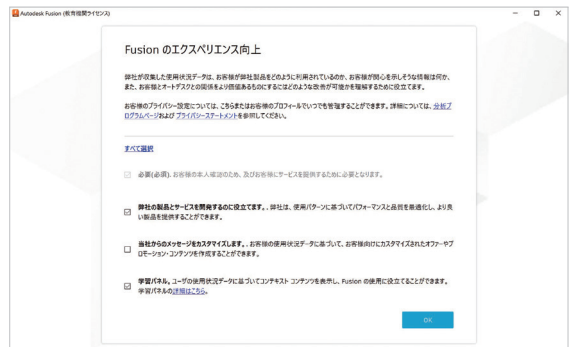 Autodesk Fusion (教育機関ライセンス)
Fusion のエクスペリエンス向上
弊社が収集した使用状況データは、お客様が弊社製品をどのように利用されているのか、お客様が関心を示しそうな情報は何か、
また、お客様とオートデスクとの関係をより価値あるものにするにはどのような改善が可能かを理解するために役立てます。
お客様のプライバシー設定については、こちらまたはお客様のプロフィールでいつでも管理することができます。詳細については、分析プ
ログラムページおよび プライバシーステートメントを参照してください。
すべて選択
必要(必須). お客様の本人確認のため、及びお客様にサービスを提供するために必要となります。
弊社の製品とサービスを開発するのに役立てます。. 弊社は、使用パターンに基づいてパフォーマンスと品質を最適化し、より良
い製品を提供することができます。
当社からのメッセージをカスタマイズします。. お客様の使用状況データに基づいて、お客様向けにカスタマイズされたオファーやプ
ロモーション・コンテンツを作成することができます。
学習パネル。 ユーザの使用状況データに基づいてコンテキスト コンテンツを表示し、Fusion の使用に役立てることができます。
学習パネルの詳細はこちら。
OK